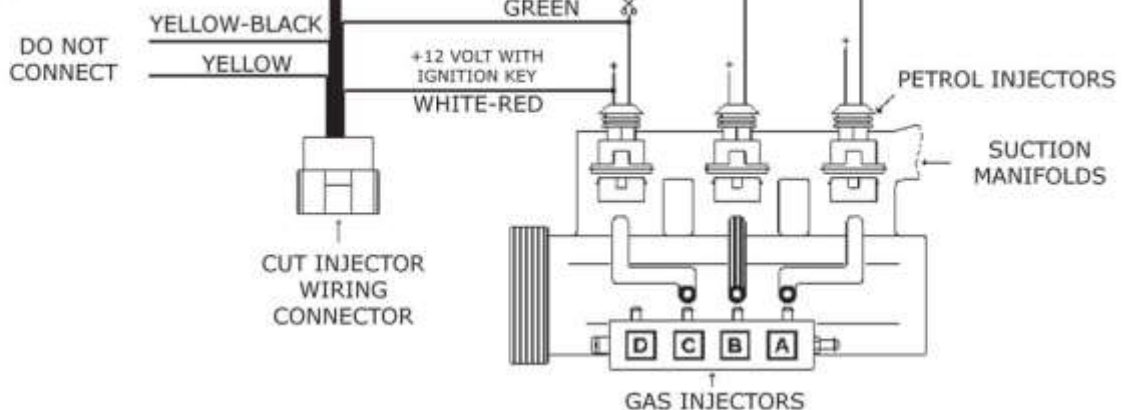 GREEN
YELLOW-BLACK
DO NOT
CONNECT
YELLOW
+12 VOLT WITH
IGNITION KEY
WHITE-RED
+
+
+
PETROL INJECTORS
SUCTION
MANIFOLDS
CUT INJECTOR
WIRING
CONNECTOR
D C B A
GAS INJECTORS